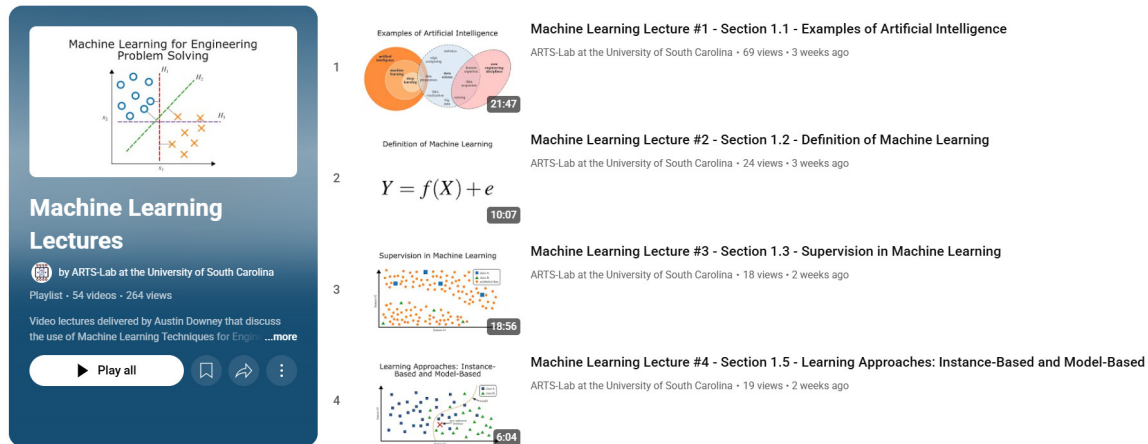 Machine Learning for Engineering
Problem Solving
H1
H2
H3
s2
s1
Machine Learning
Lectures
by ARTS-Lab at the University of South Carolina
Playlist • 54 videos • 264 views
Video lectures delivered by Austin Downey that discuss
the use of Machine Learning Techniques for Engine ...more
Play all
1
Examples of Artificial Intelligence
21:47
Machine Learning Lecture #1 - Section 1.1 - Examples of Artificial Intelligence
ARTS-Lab at the University of South Carolina • 69 views • 3 weeks ago
2
Definition of Machine Learning
Y = f(X) + e
10:07
Machine Learning Lecture #2 - Section 1.2 - Definition of Machine Learning
ARTS-Lab at the University of South Carolina • 24 views • 3 weeks ago
3
Supervision in Machine Learning
18:56
Machine Learning Lecture #3 - Section 1.3 - Supervision in Machine Learning
ARTS-Lab at the University of South Carolina • 18 views • 2 weeks ago
4
Learning Approaches: Instance-
Based and Model-Based
6:04
Machine Learning Lecture #4 - Section 1.5 - Learning Approaches: Instance-Based and Model-Based
ARTS-Lab at the University of South Carolina • 19 views • 2 weeks ago